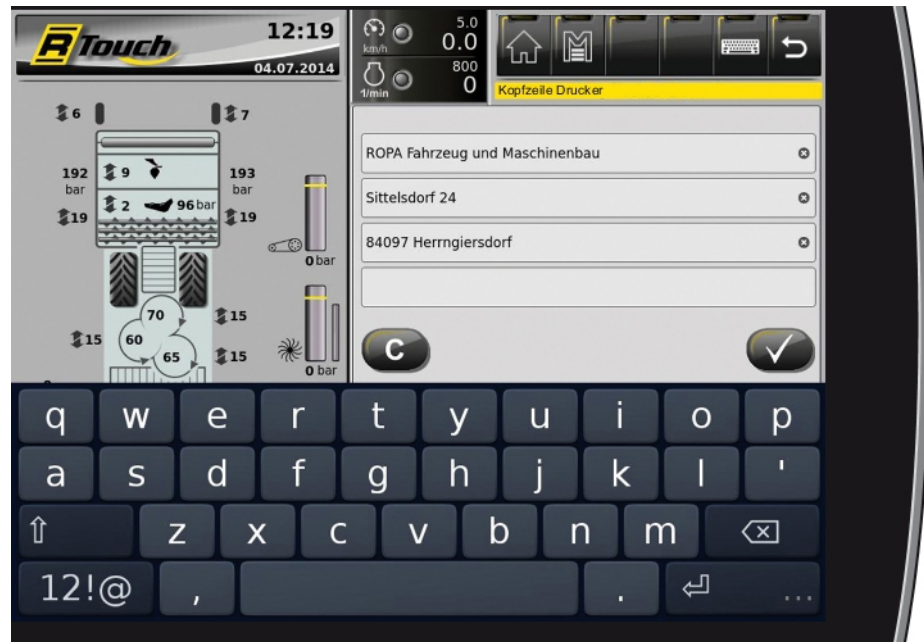 R Touch
12:19
04.07.2014
6
7
192
bar
9
193
bar
2
96 bar
19
19
0 bar
70
60
65
15
15
15
0 bar
km/h
5.0
0.0
1/min
800
0
M
Kopfzeile Drucker
ROPA Fahrzeug und Maschinenbau
Sittelsdorf 24
84097 Herrngiersdorf
C
q w e r t y u i o p
a s d f g h j k l '
z x c v b n m
12!@ , . ...